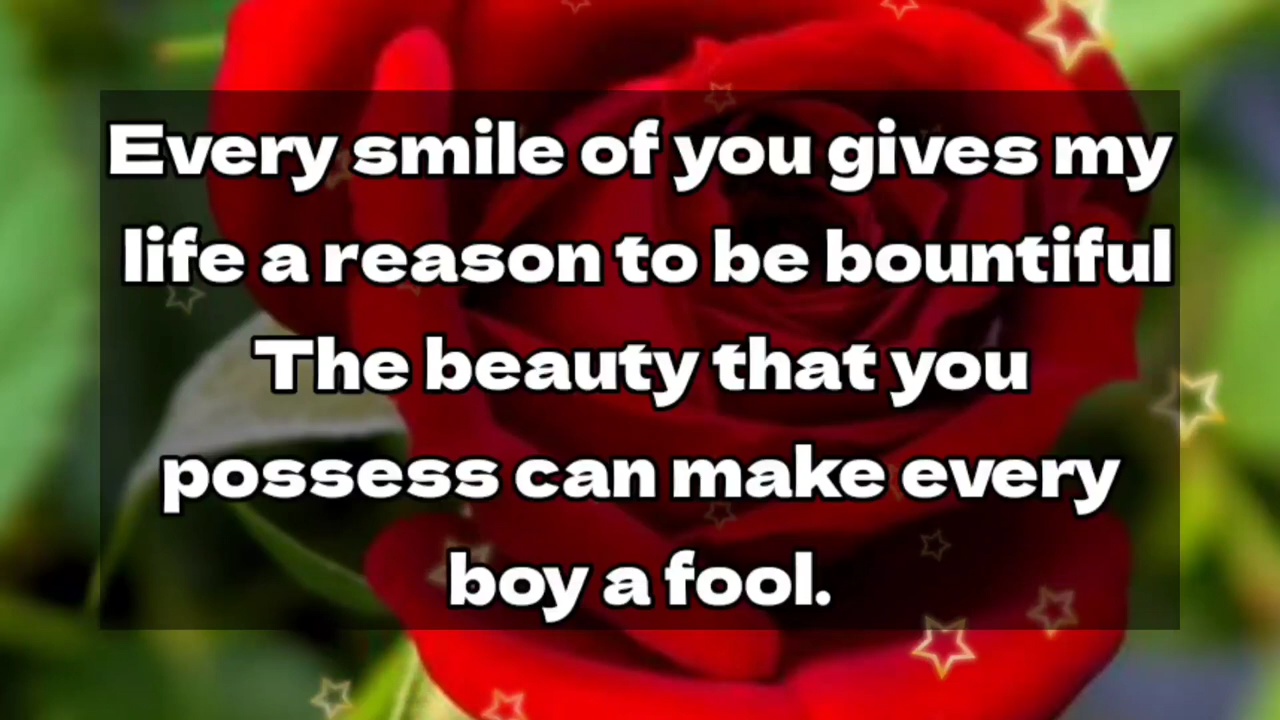 Every smile of you gives my
life a reason to be bountiful
The beauty that you
possess can make every
boy a fool.